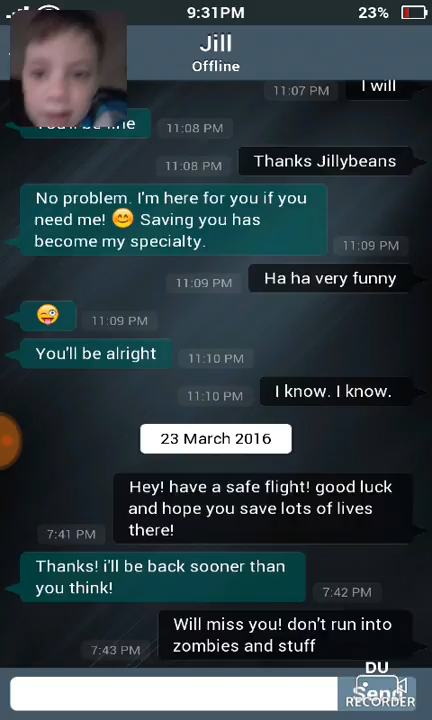 9:31PM
23%
Jill
Offline
11:07 PM
I will
11:08 PM
11:08 PM
Thanks Jillybeans
No problem. I'm here for you if you
need me! 😊 Saving you has
become my specialty.
11:09 PM
11:09 PM
Ha ha very funny
😜
11:09 PM
You'll be alright
11:10 PM
11:10 PM
I know. I know.
23 March 2016
Hey! have a safe flight! good luck
and hope you save lots of lives
there!
7:41 PM
Thanks! i'll be back sooner than
you think!
7:42 PM
Will miss you! don't run into
zombies and stuff
7:43 PM
Send
DU
RECORDER